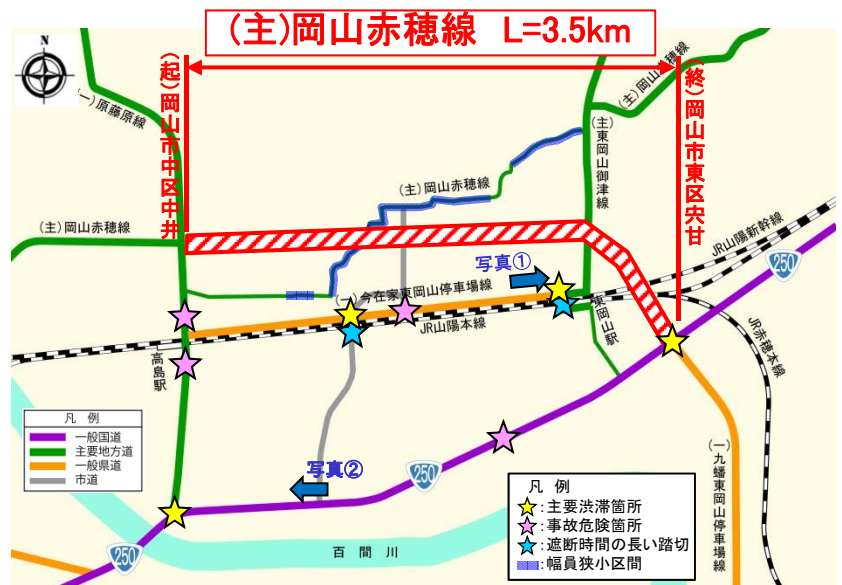 (主)岡山赤穂線 L=3.5km
N
(起)岡山市中区中井
(終)岡山市東区宍甘
(一)原藤原線
(主)岡山赤穂線
(主)東岡山御津線
(主)岡山赤穂線
(主)岡山赤穂線
JR山陽新幹線
250
写真①
(一)今在家東岡山停車場線
JR山陽本線
東岡山駅
JR赤穂本線
高島駅
凡 例
一般国道
主要地方道
一般県道
市道
写真②
250
(一)九蟠東岡山停車場線
凡 例
:主要渋滞箇所
:事故危険箇所
:遮断時間の長い踏切
:幅員狭小区間
250
百 間 川